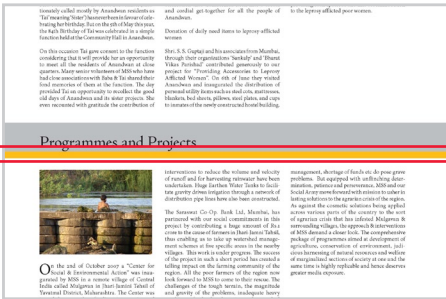 tionately called mostly by Anandwan residents as
'Tai' meaning 'Sister') has never been in favour of cele-
brating her birthday. But on the 5th of May this year,
the 84th Birthday of Tai was celebrated in a simple
function held at the Community Hall in Anandwan.
On this occasion Tai gave consent to the function
considering that it will provide her an opportunity
to meet all the residents of Anandwan at close
quarters. Many senior volunteers of MSS who have
had close associations with Baba & Tai shared their
fond memories of them at the function. The day
provided Tai an opportunity to recollect the good
old days of Anandwan and its sister projects. She
even recounted with gratitude the contribution of
and cordial get-together for all the people of
Anandwan.
Donation of daily need items to leprosy-afflicted
women
Shri. S. S. Guptaji and his associates from Mumbai,
through their organizations 'Sankalp' and 'Bharat
Vikas Parishad' contributed generously to our
project for "Providing Accessories to Leprosy
Afflicted Women". On 6th of June they visited
Anandwan and inaugurated the distribution of
personal utility items such as steel cots, mattresses,
blankets, bed sheets, pillows, steel plates, and cups
to inmates of the newly constructed hostel building,
to the leprosy-afflicted poor women.
Programmes and Projects
On the 2nd of October 2007 a "Center for
Social & Environmental Action" was inau-
gurated by MSS in a remote village of Central
India called Mulgavan in Jhari Jamini Tahsil of
Yavatmal District, Maharashtra. The Center was
interventions to reduce the volume and velocity
of runoff and for harvesting rainwater have been
undertaken. Huge Earthen Water Tanks to facili-
tate gravity driven irrigation through a network of
distribution pipe lines have also been constructed.
The Saraswat Co-Op. Bank Ltd., Mumbai, has
partnered with our social commitments in this
project by contributing a huge amount of Rs.1
crore to the cause of farmers in Jhari Jamini Tahsil,
thus enabling us to take up watershed manage-
ment schemes at five specific areas in the nearby
villages. This work is under progress. The success
of the project in such a short period has created a
telling impact on the farming community of the
region. All the poor farmers of the region now
look forward to MSS to come to their rescue. The
challenges of the tough terrain, the magnitude
and gravity of the problems, inadequate heavy
management, shortage of funds etc. do pose grave
problems. But equipped with unflinching deter-
mination, patience and perseverance, MSS and our
Social Army move forward with mission to usher in
lasting solutions to the agrarian crisis of the region.
As against the cosmetic solutions being applied
across various parts of the country to the sort
of agrarian crisis that has infested Mulgavan &
surrounding villages, the approach & interventions
of MSS demand a closer look. The comprehensive
package of programmes aimed at development of
agriculture, conservation of environment, judi-
cious harnessing of natural resources and welfare
of marginalised sections of society at one and the
same time is highly replicable and hence deserves
greater media exposure.